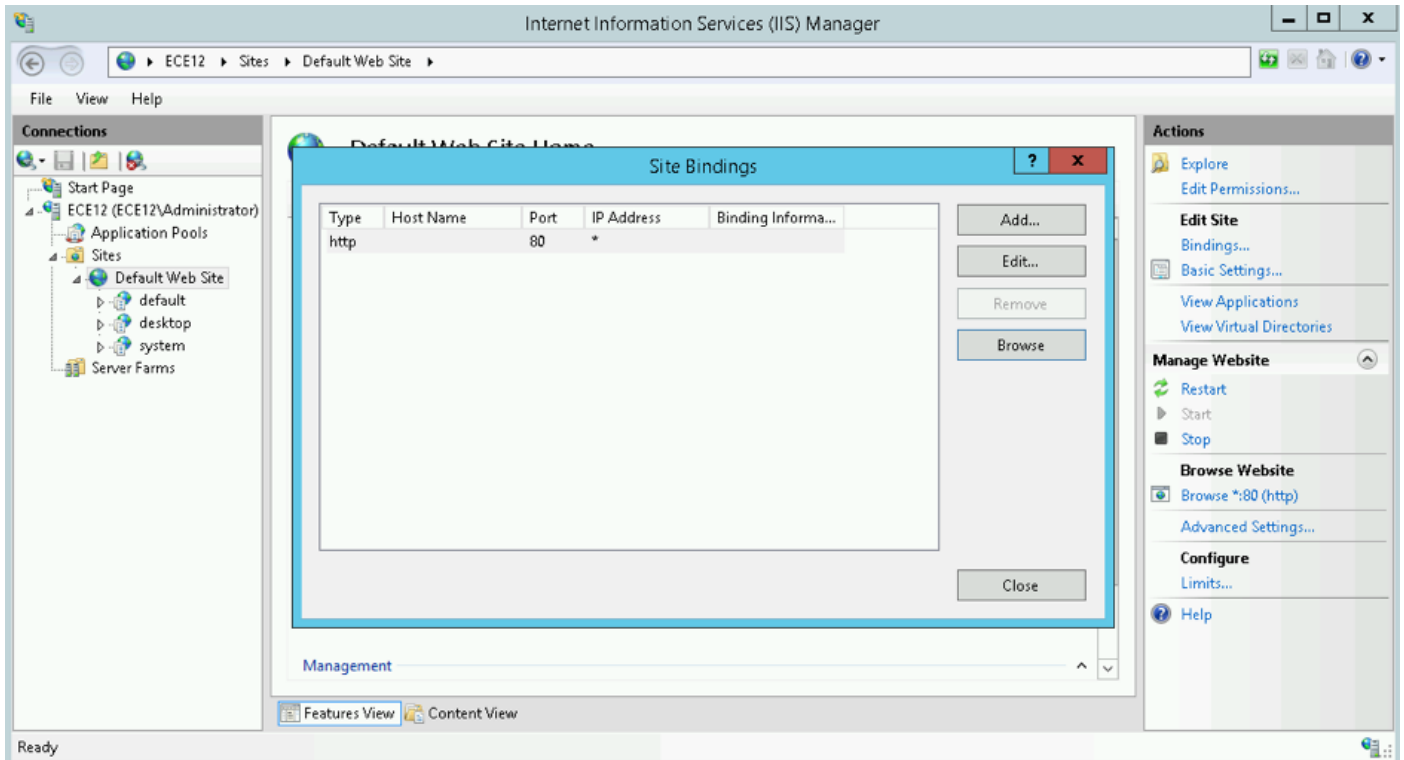 Internet Information Services (IIS) Manager
ECE12 Sites Default Web Site
File View Help
Connections
Start Page
ECE12 (ECE12\Administrator)
Application Pools
Sites
Default Web Site
default
desktop
system
Server Farms
Default Web Site Home
Site Bindings
? x
Type Host Name Port IP Address Binding Informa...
http 80 *
Add...
Edit...
Remove
Browse
Close
Management
Features View Content View
Actions
Explore
Edit Permissions...
Edit Site
Bindings...
Basic Settings...
View Applications
View Virtual Directories
Manage Website
Restart
Start
Stop
Browse Website
Browse *:80 (http)
Advanced Settings...
Configure
Limits...
Help
Ready